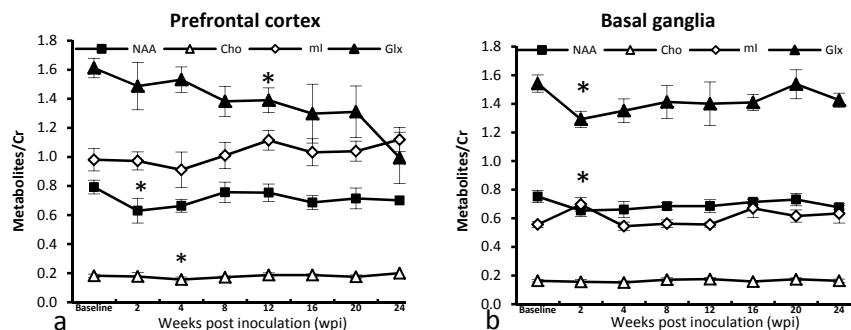 Prefrontal cortex
NAA Cho mI Glx
Metabolites/Cr
1.8
1.6
1.4
1.2
1.0
0.8
0.6
0.4
0.2
0.0
*
*
*
Baseline 2 4 8 12 16 20 24
Weeks post inoculation (wpi)
a
Basal ganglia
NAA Cho mI Glx
Metabolites/Cr
1.8
1.6
1.4
1.2
1.0
0.8
0.6
0.4
0.2
0.0
*
*
Baseline 2 4 8 12 16 20 24
Weeks post inoculation (wpi)
b